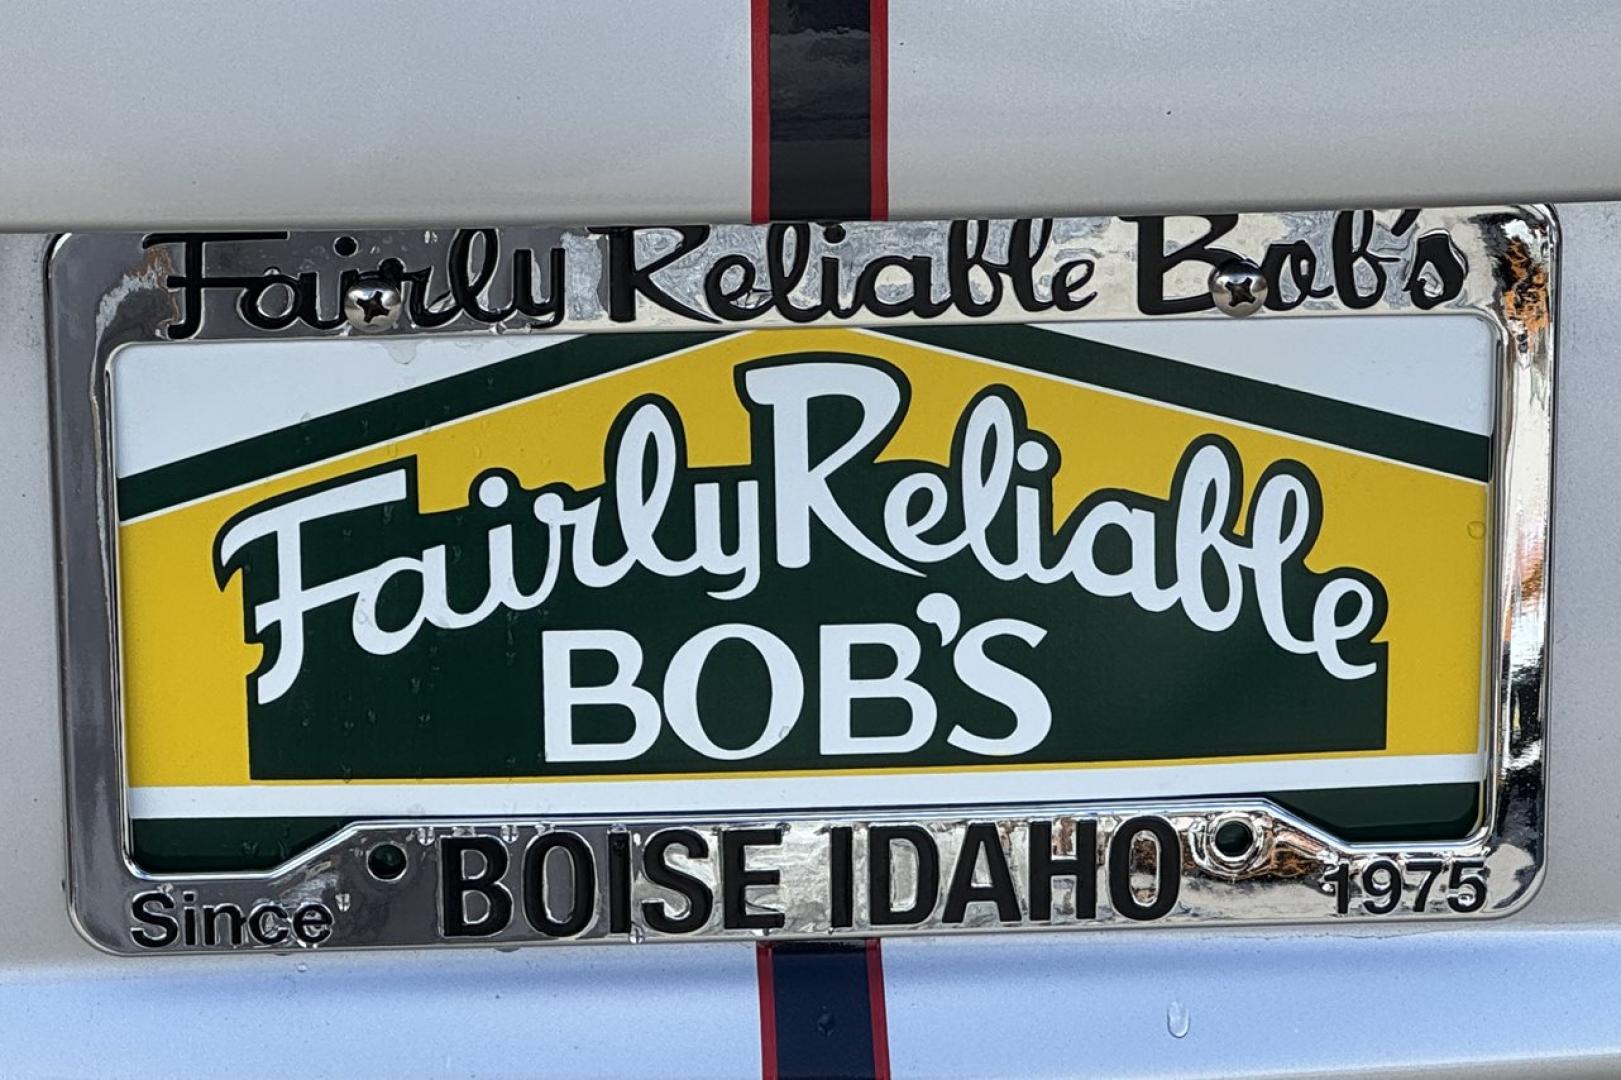 Fairly Reliable Bob's
Fairly Reliable
BOB'S
BOISE IDAHO
Since 1975